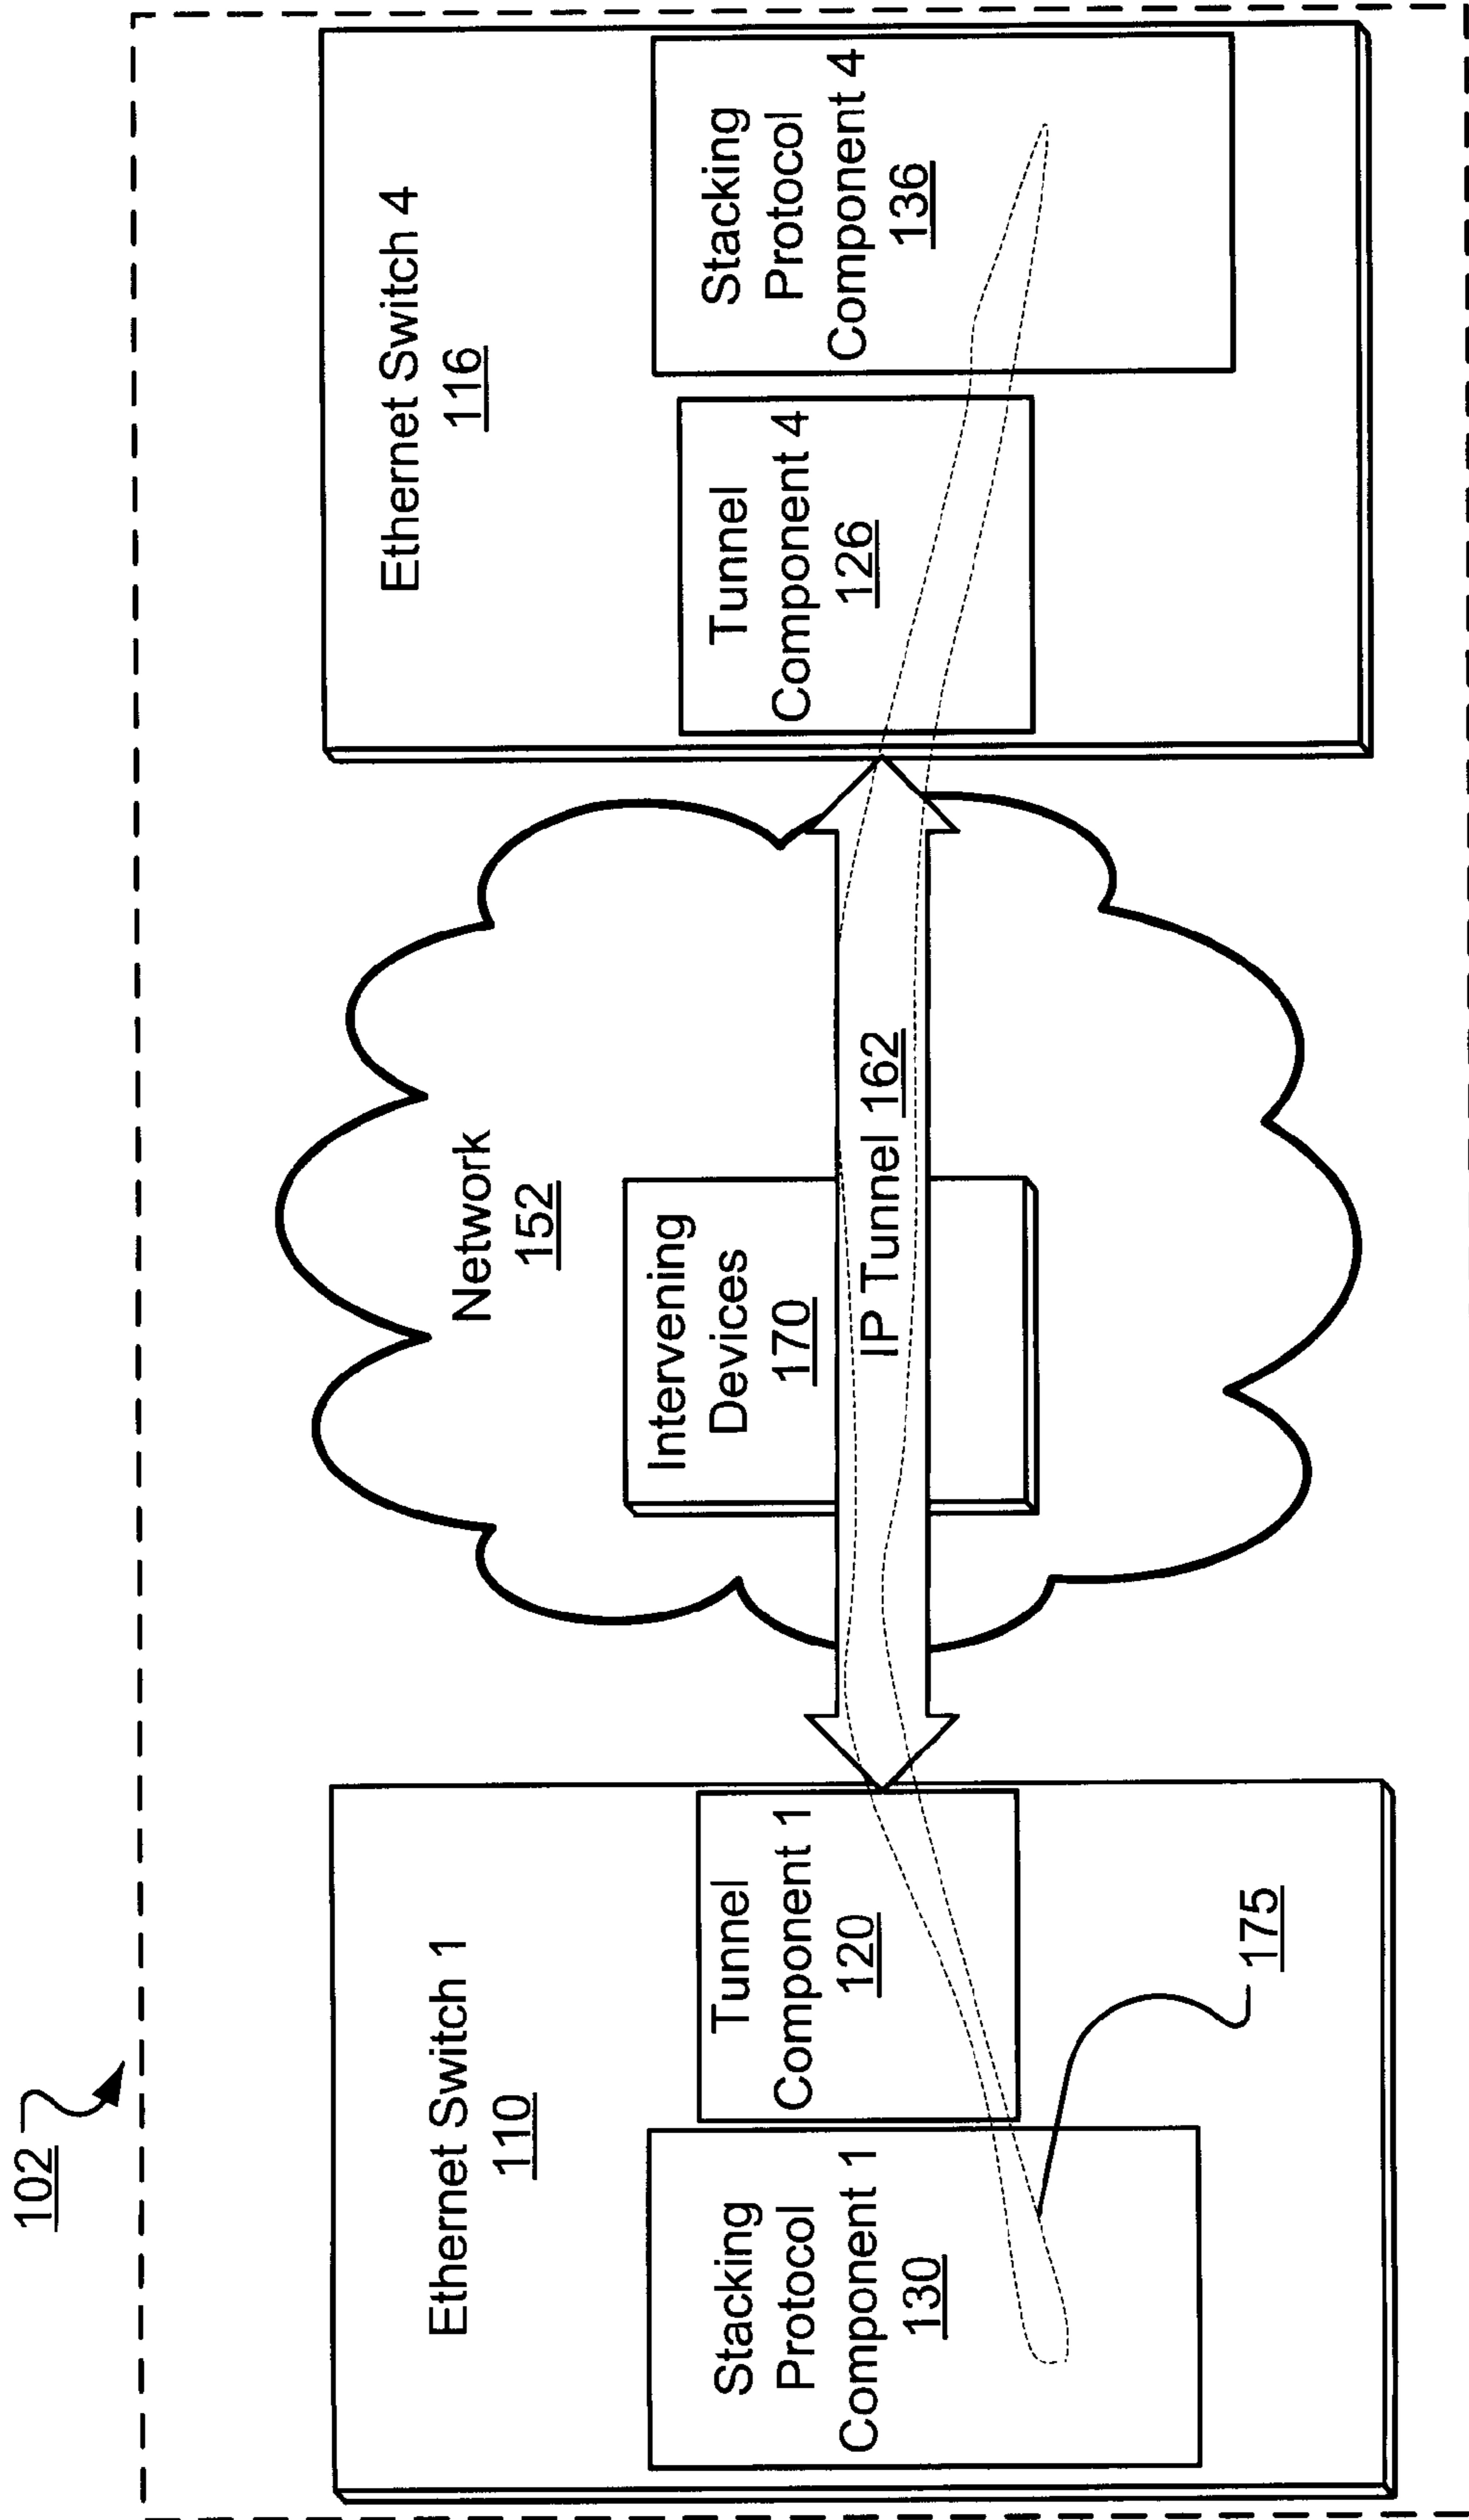 102
Ethernet Switch 1
110
Stacking
Protocol
Component 1
130
Tunnel
Component 1
120
175
Network
152
Intervening
Devices
170
IP Tunnel 162
Ethernet Switch 4
116
Tunnel
Component 4
126
Stacking
Protocol
Component 4
136